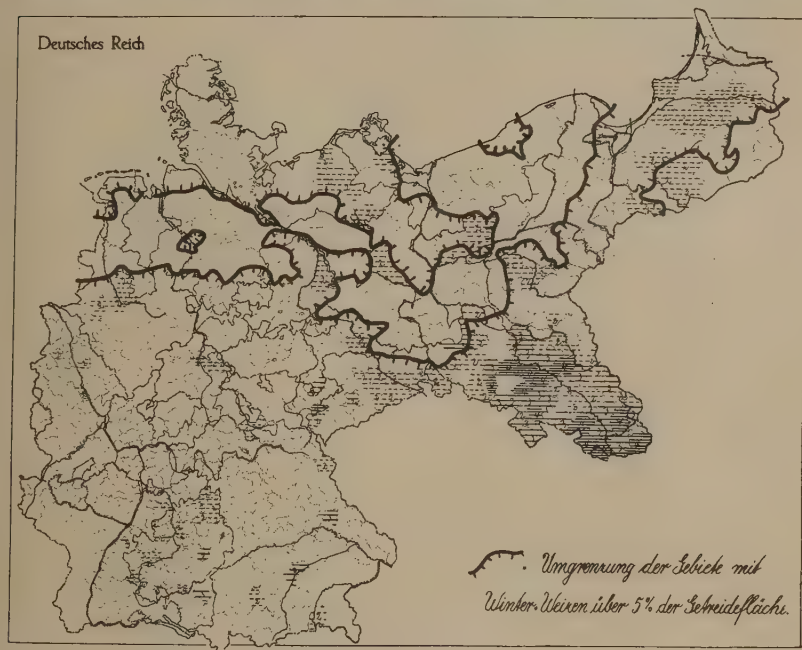 Deutsches Reich
Umgrenzung der Gebiete mit
Winter-Weizen über 5% der Getreidefläche.